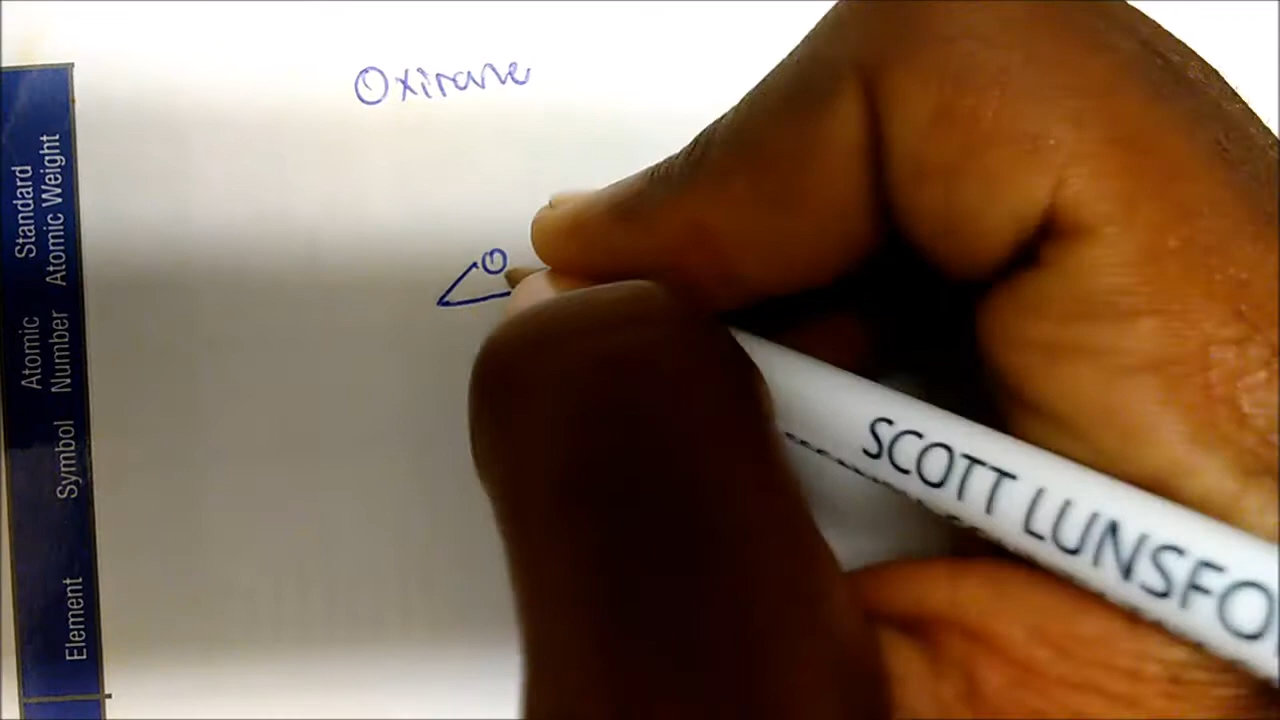 Oxirane
O
Element
Symbol
Atomic
Number
Standard
Atomic Weight
SCOTT LUNSFO